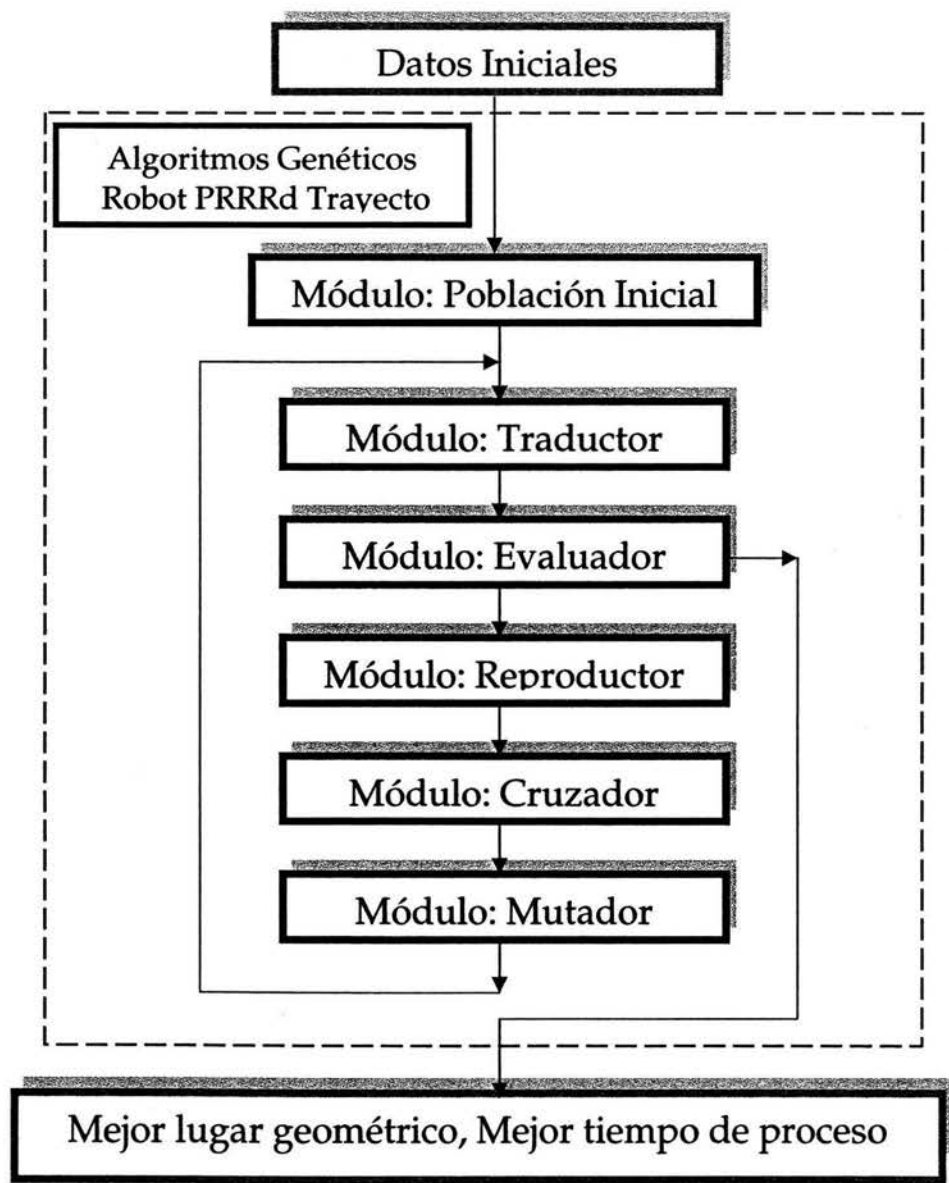 Datos Iniciales
Algoritmos Genéticos
Robot PRRRd Trayecto
Módulo: Población Inicial
Módulo: Traductor
Módulo: Evaluador
Módulo: Reproductor
Módulo: Cruzador
Módulo: Mutador
Mejor lugar geométrico, Mejor tiempo de proceso